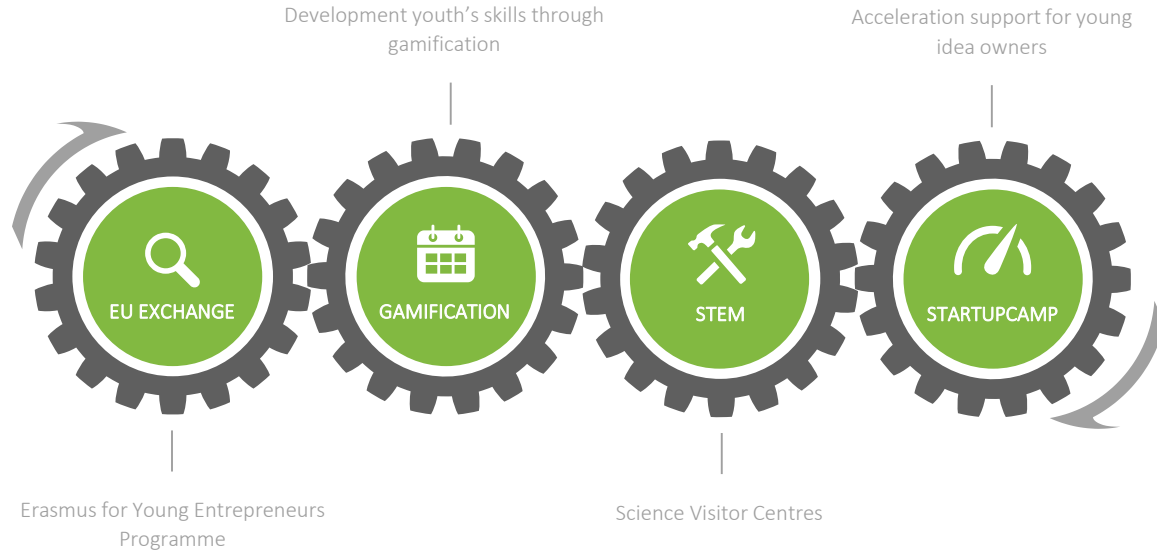 Development youth's skills through
gamification
Acceleration support for young
idea owners
EU EXCHANGE
GAMIFICATION
STEM
STARTUPCAMP
Erasmus for Young Entrepreneurs
Programme
Science Visitor Centres